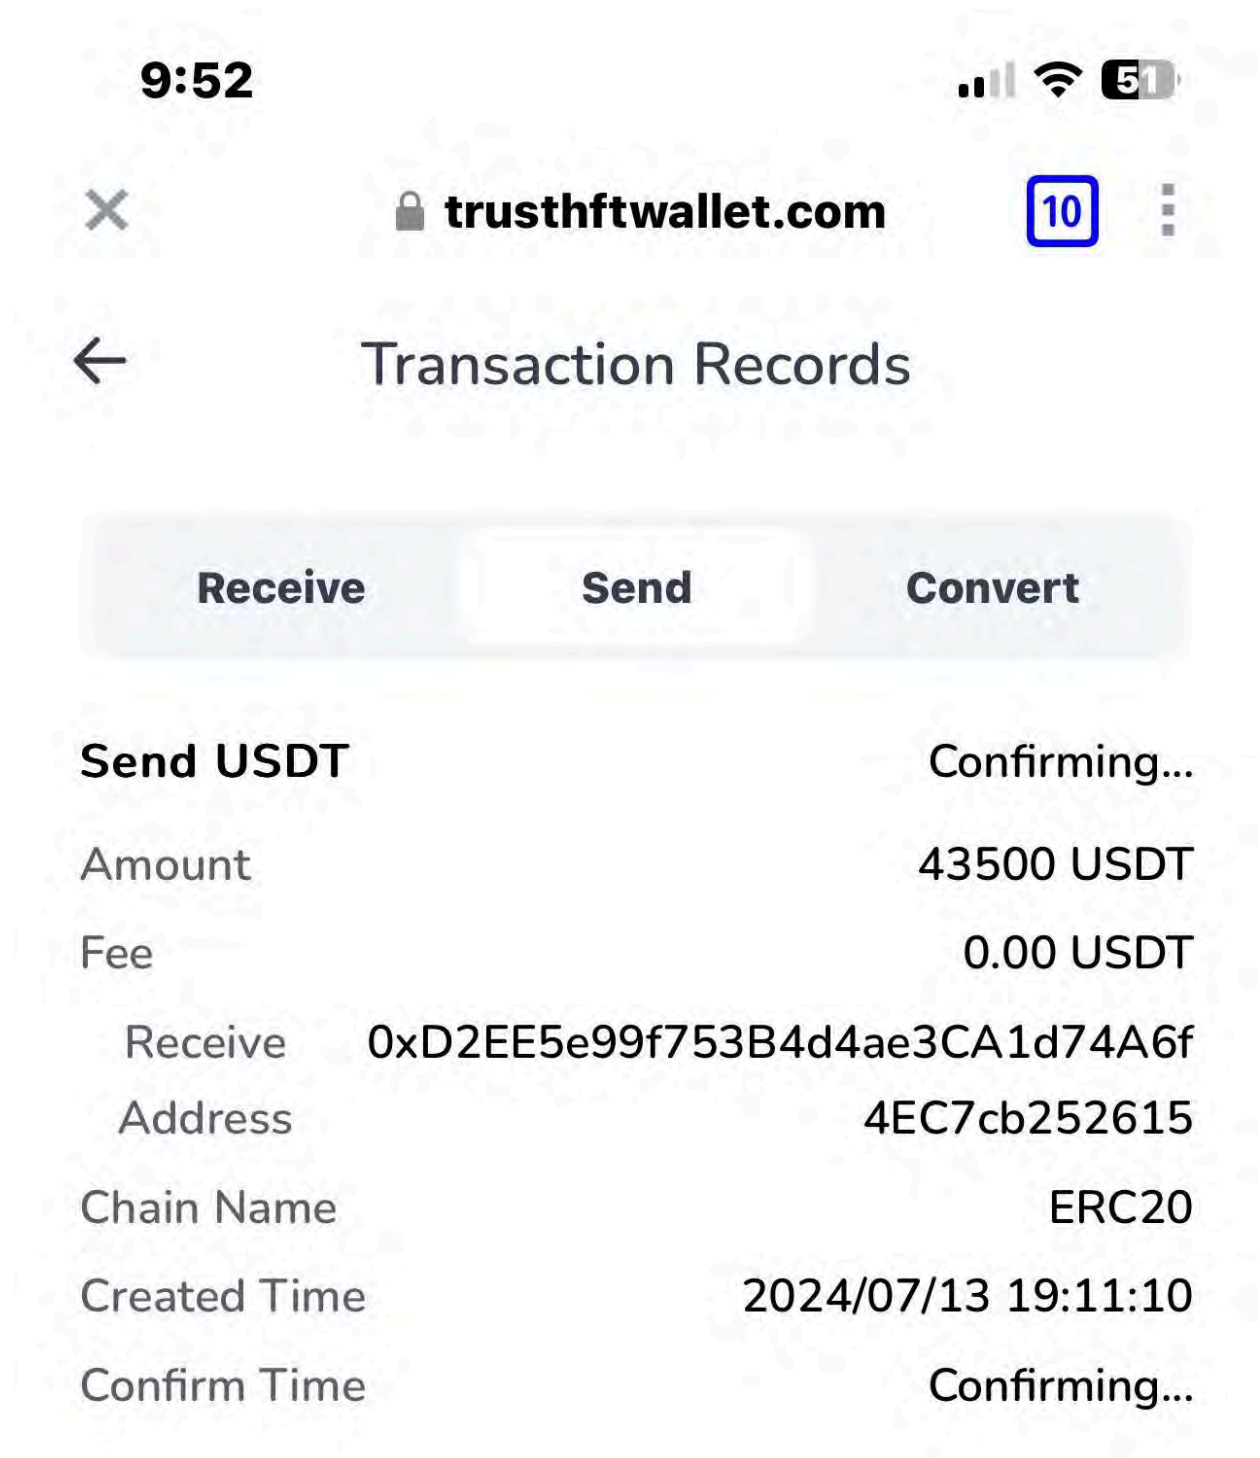 9:52
51
trusthftwallet.com
10
Transaction Records
Receive Send Convert
Send USDT Confirming...
Amount 43500 USDT
Fee 0.00 USDT
Receive 0xD2EE5e99f753B4d4ae3CA1d74A6f
Address 4EC7cb252615
Chain Name ERC20
Created Time 2024/07/13 19:11:10
Confirm Time Confirming...